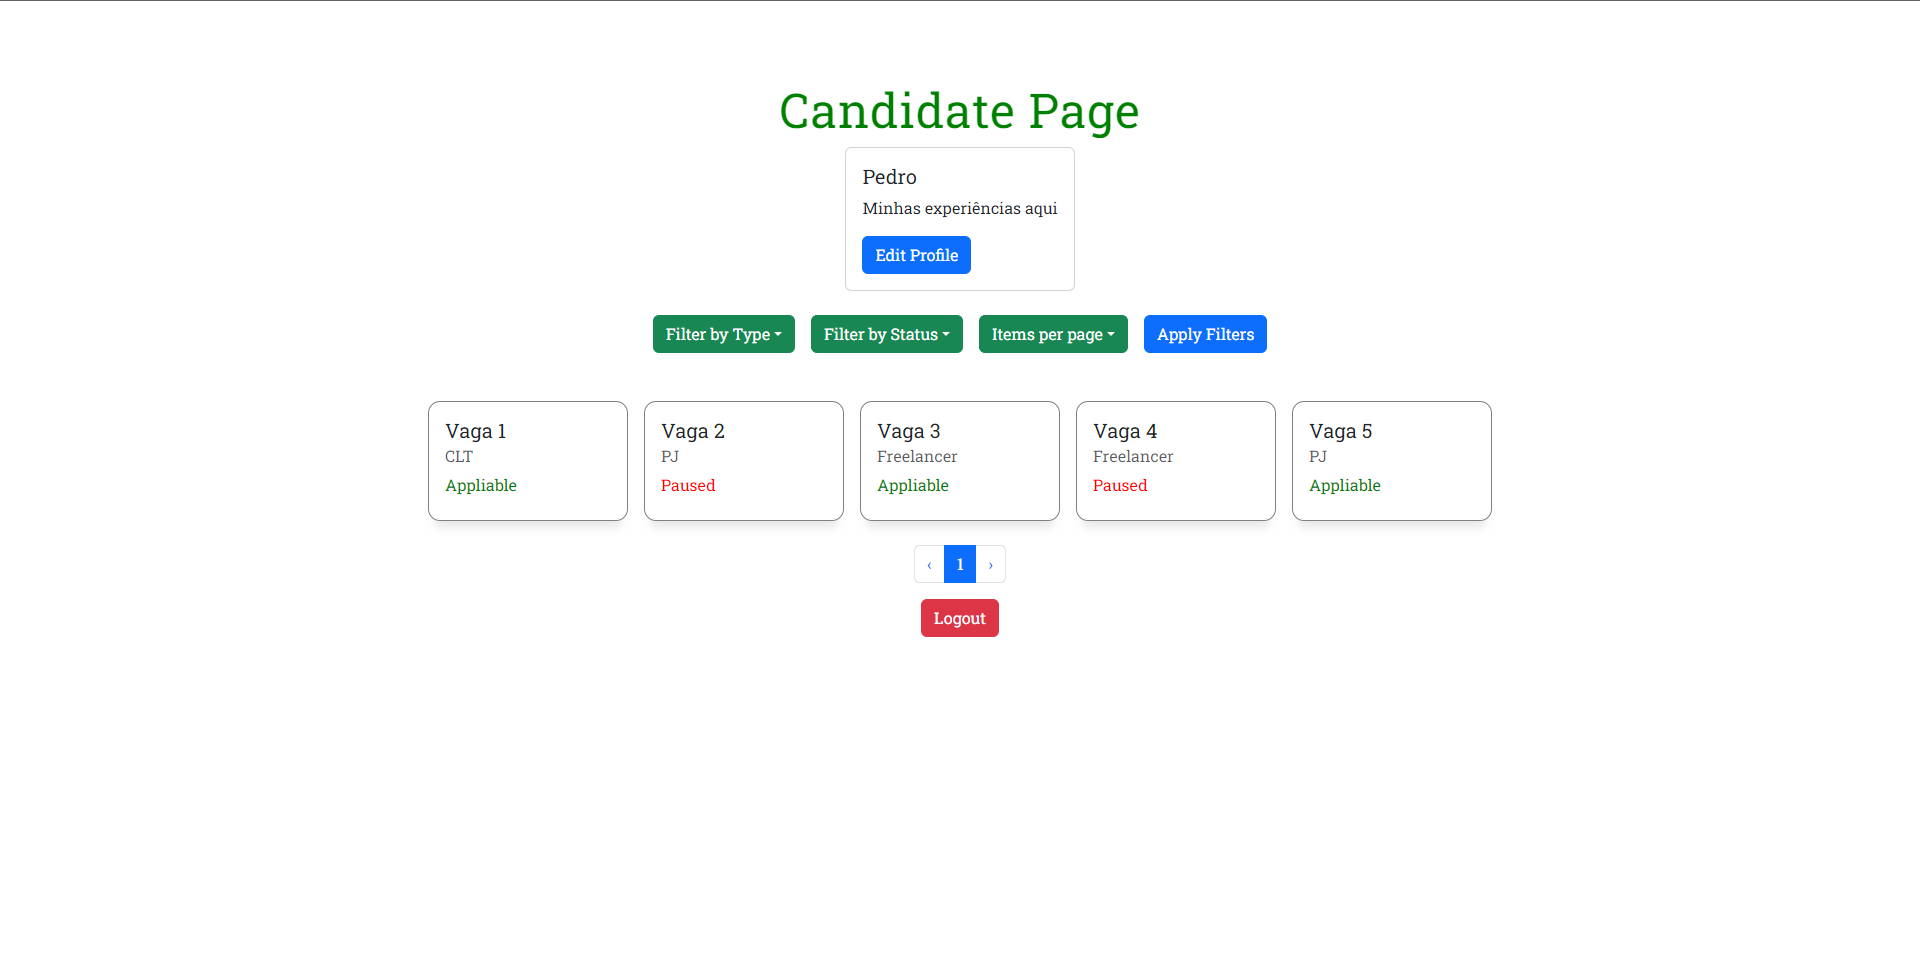 Candidate Page
Pedro
Minhas experiências aqui
Edit Profile
Filter by Type
Filter by Status
Items per page
Apply Filters
Vaga 1
CLT
Appliable
Vaga 2
PJ
Paused
Vaga 3
Freelancer
Appliable
Vaga 4
Freelancer
Paused
Vaga 5
PJ
Appliable
‹ 1 ›
Logout